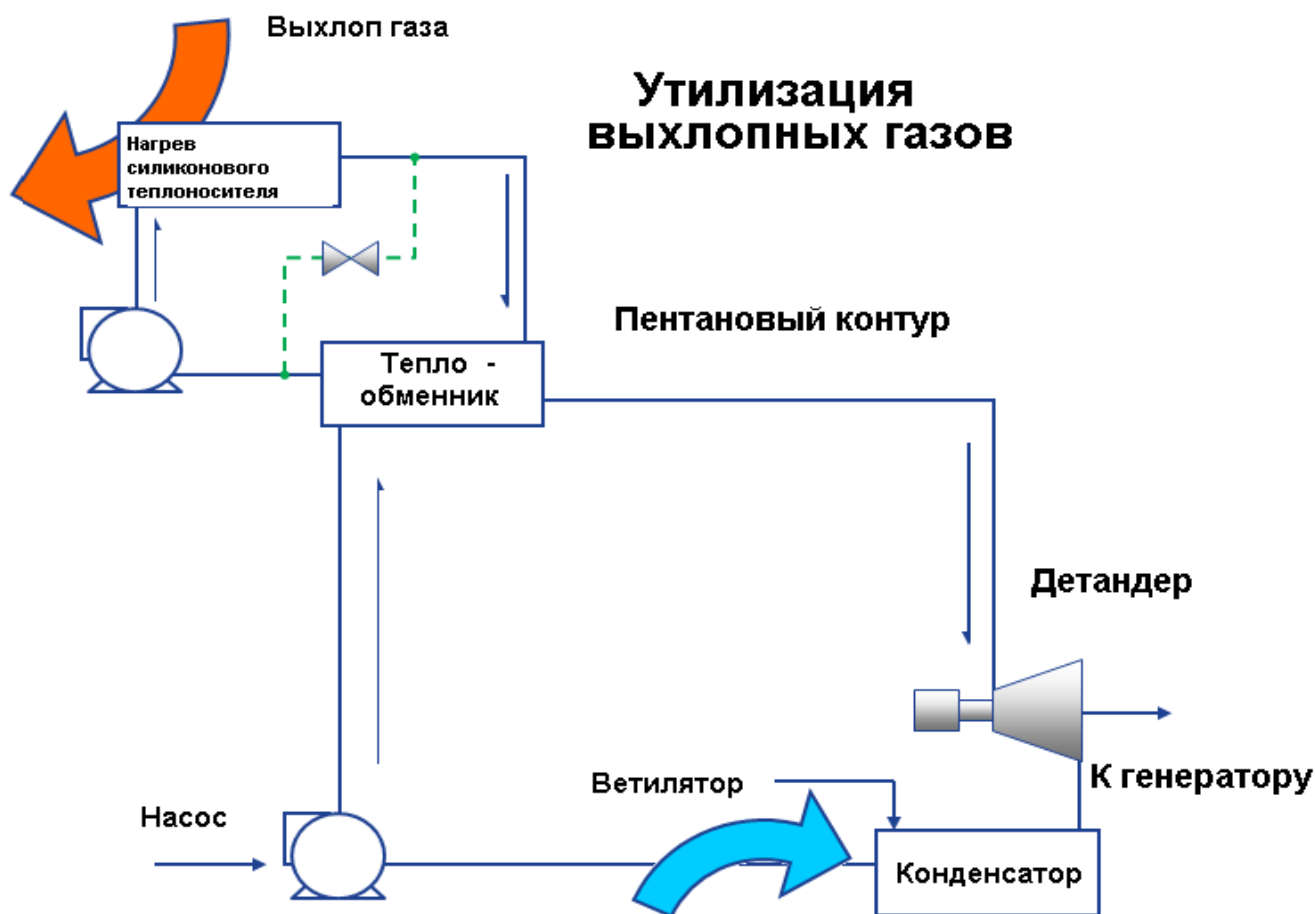 Выхлоп газа
Утилизация
выхлопных газов
Нагрев
силиконового
теплоносителя
Пентановый контур
Тепло -
обменник
Детандер
К генератору
Ветилятор
Насос
Конденсатор